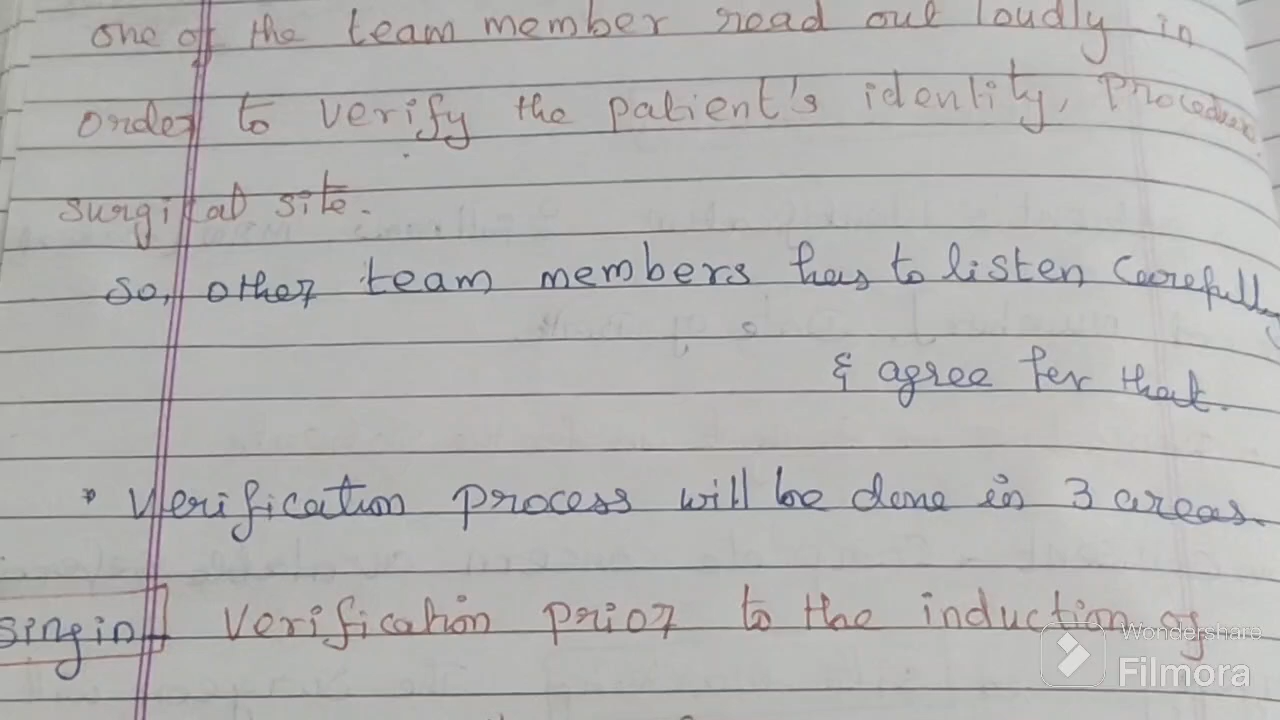 one of the team member read out loudly in
order to verify the patient's identity, Procedure.
surgical site.
so, other team members has to listen carefully
& agree for that.
* Verification process will be done in 3 areas.
singin Verification prior to the induction of
Wondershare
Filmora